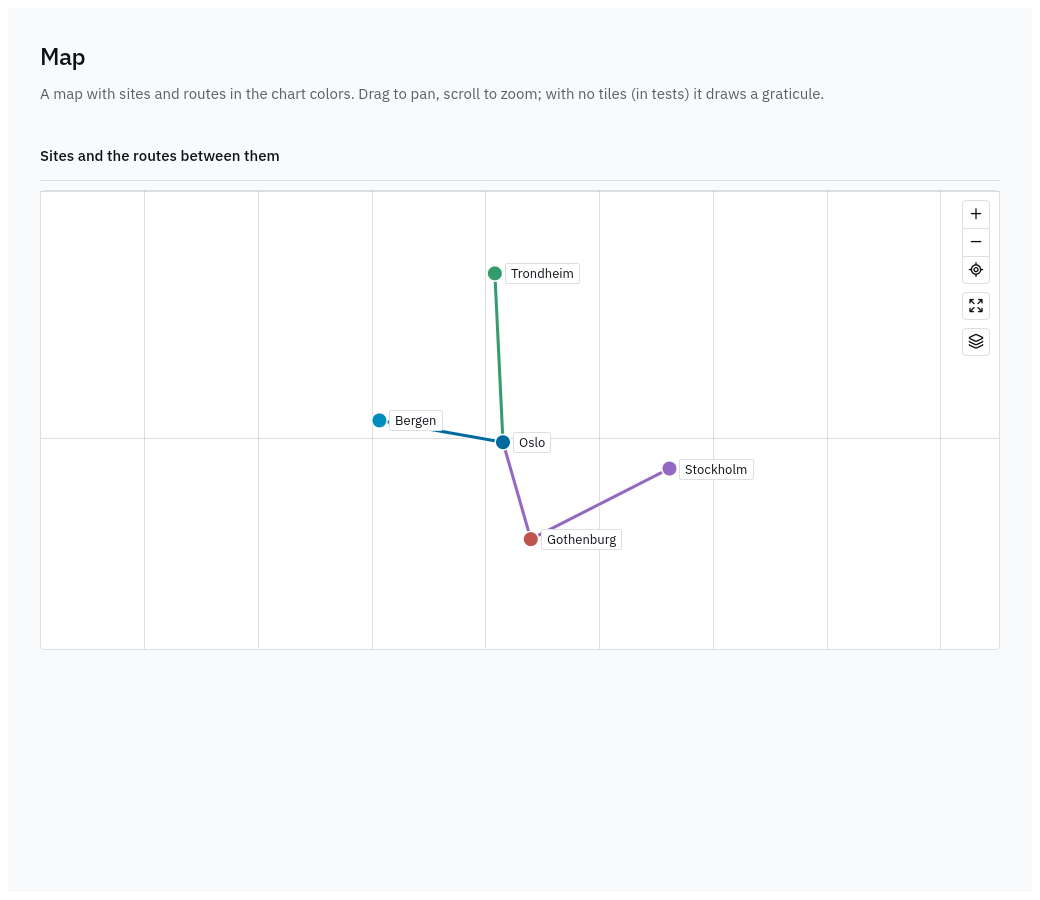 Map
A map with sites and routes in the chart colors. Drag to pan, scroll to zoom; with no tiles (in tests) it draws a graticule.
Sites and the routes between them
Trondheim
Bergen
Oslo
Stockholm
Gothenburg